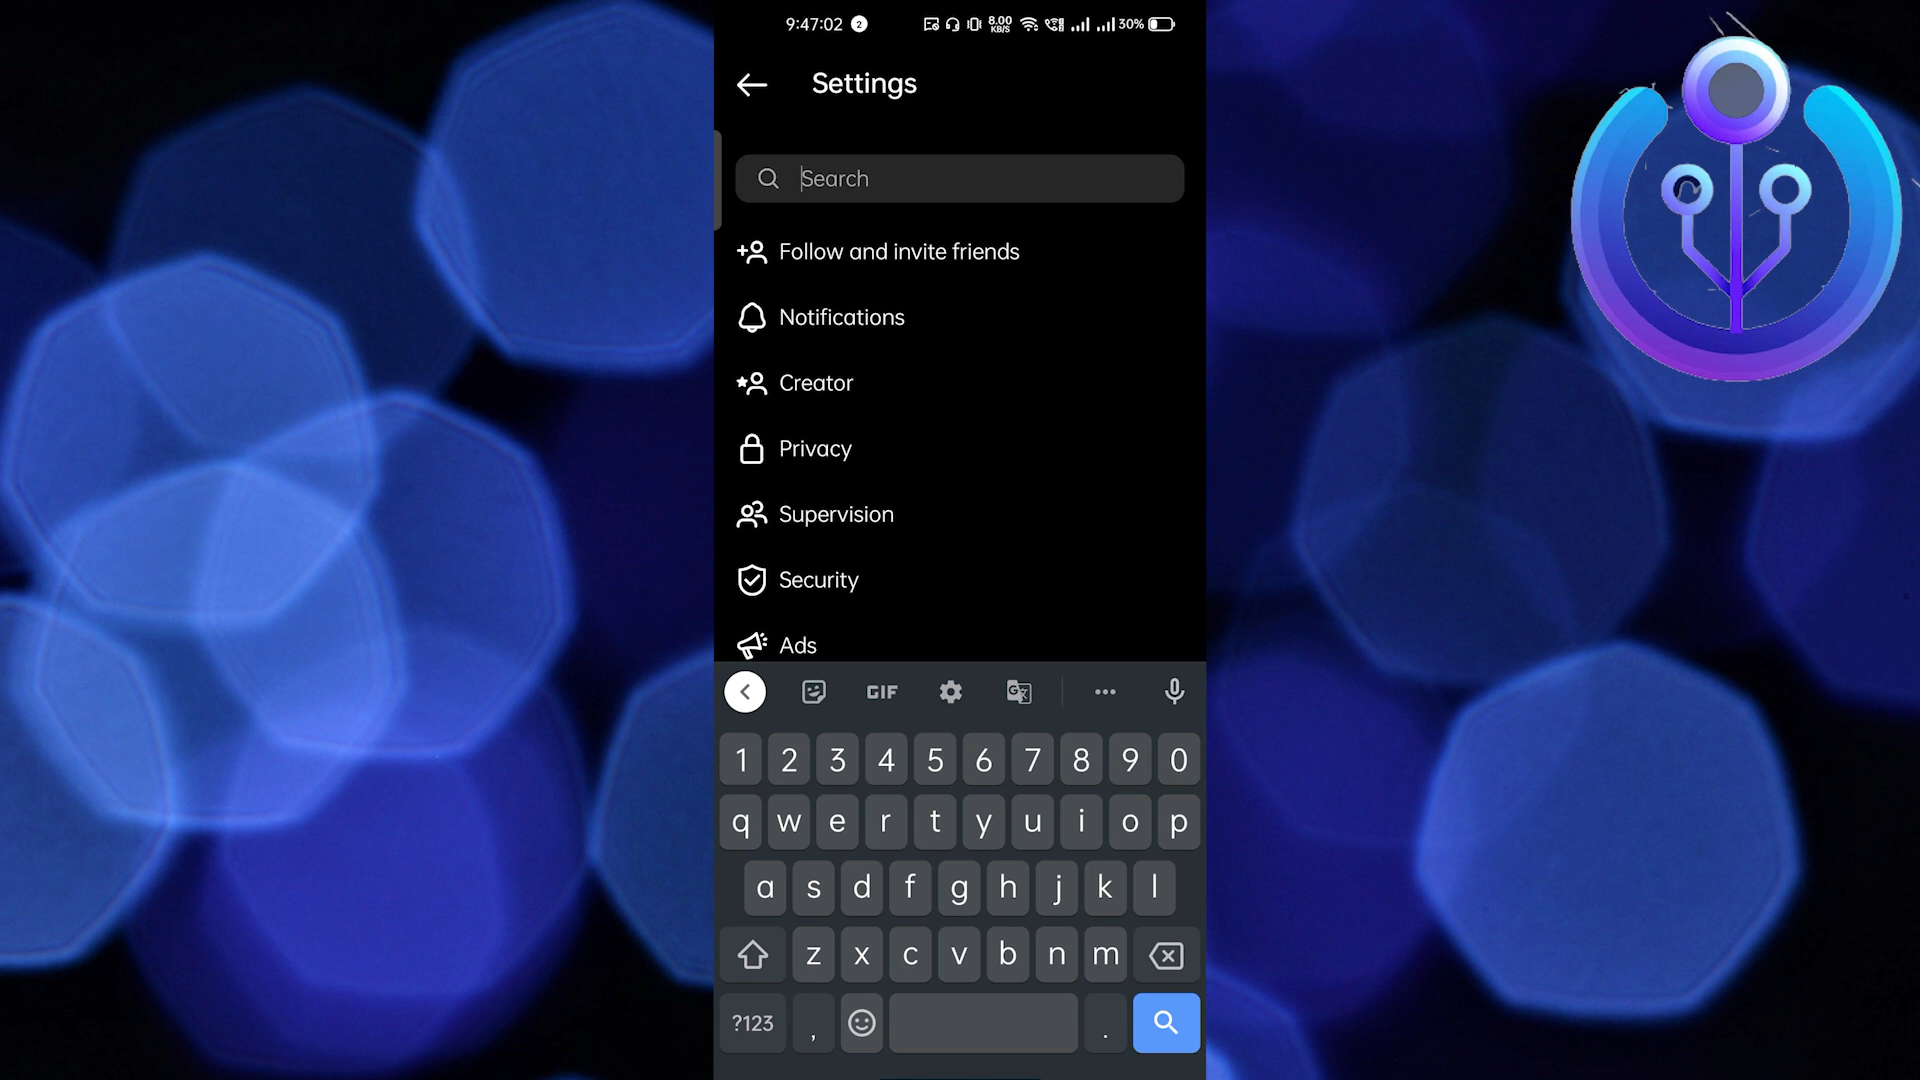 9:47:02 2 8.00 KB/S 30%
Settings
Search
Follow and invite friends
Notifications
Creator
Privacy
Supervision
Security
Ads
GIF G
1 2 3 4 5 6 7 8 9 0
q w e r t y u i o p
a s d f g h j k l
z x c v b n m
?123 , .